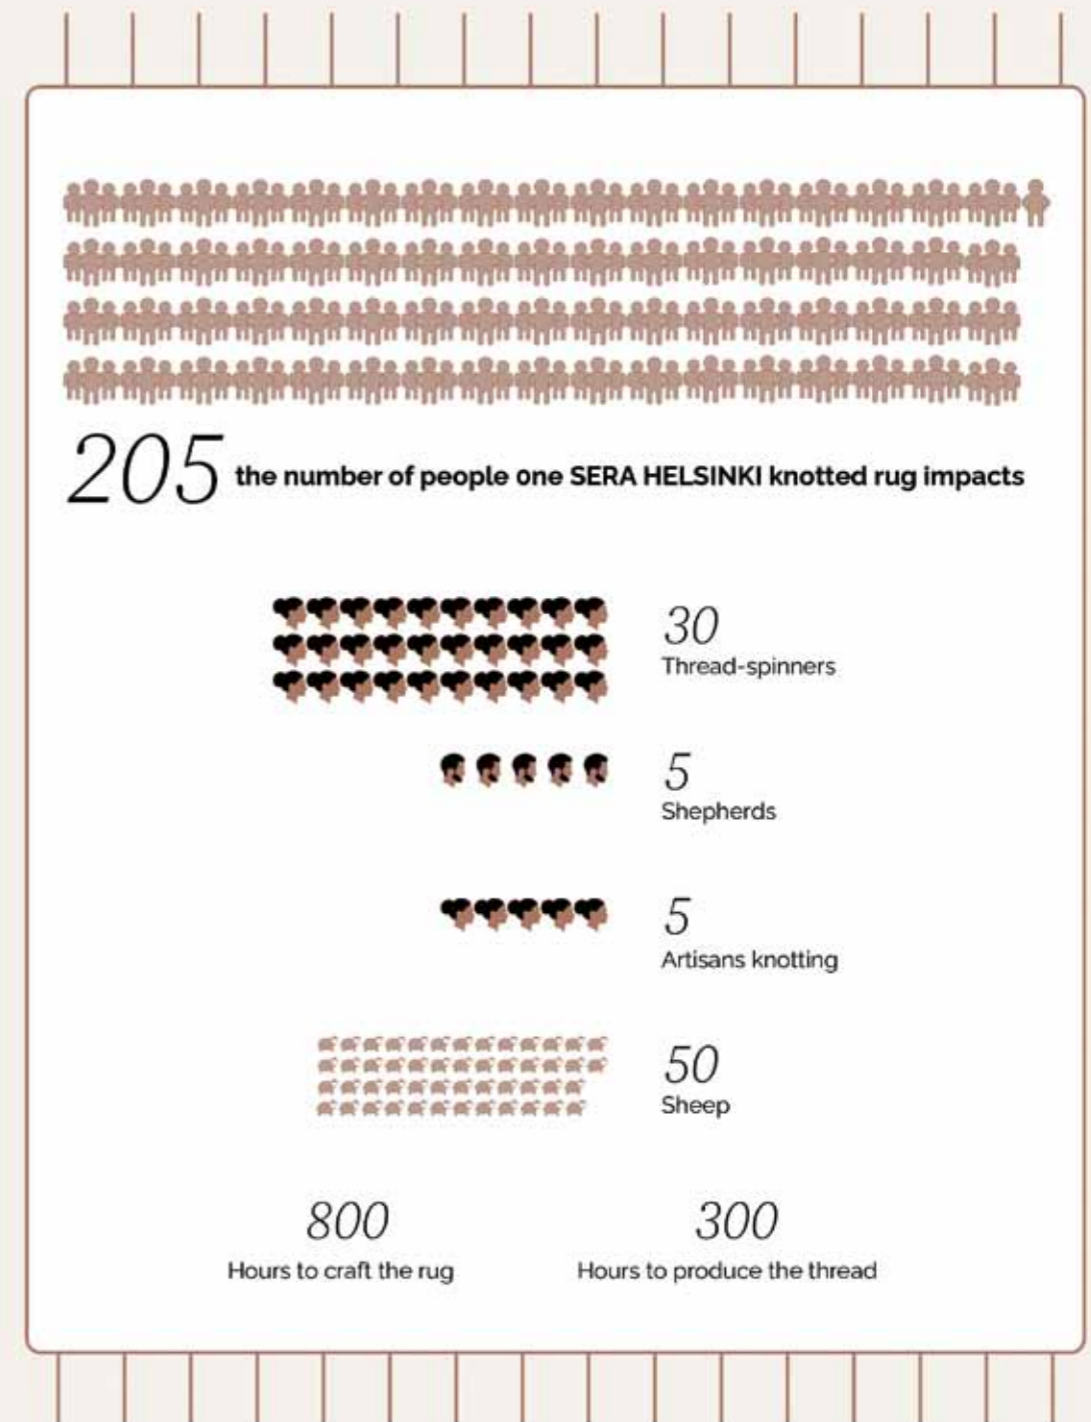 205 the number of people one SERA HELSINKI knotted rug impacts
30
Thread-spinners
5
Shepherds
5
Artisans knotting
50
Sheep
800
Hours to craft the rug
300
Hours to produce the thread